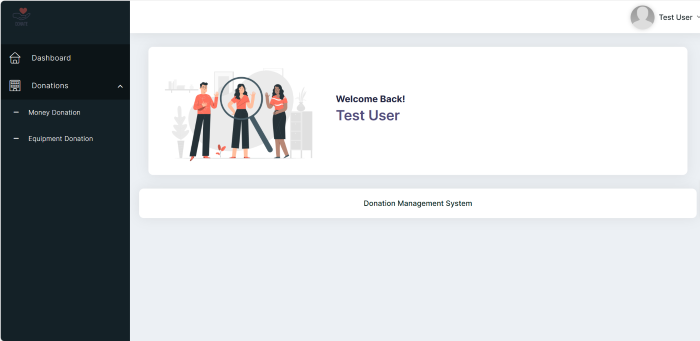 Test User
Dashboard
Donations
Money Donation
Equipment Donation
Welcome Back!
Test User
Donation Management System